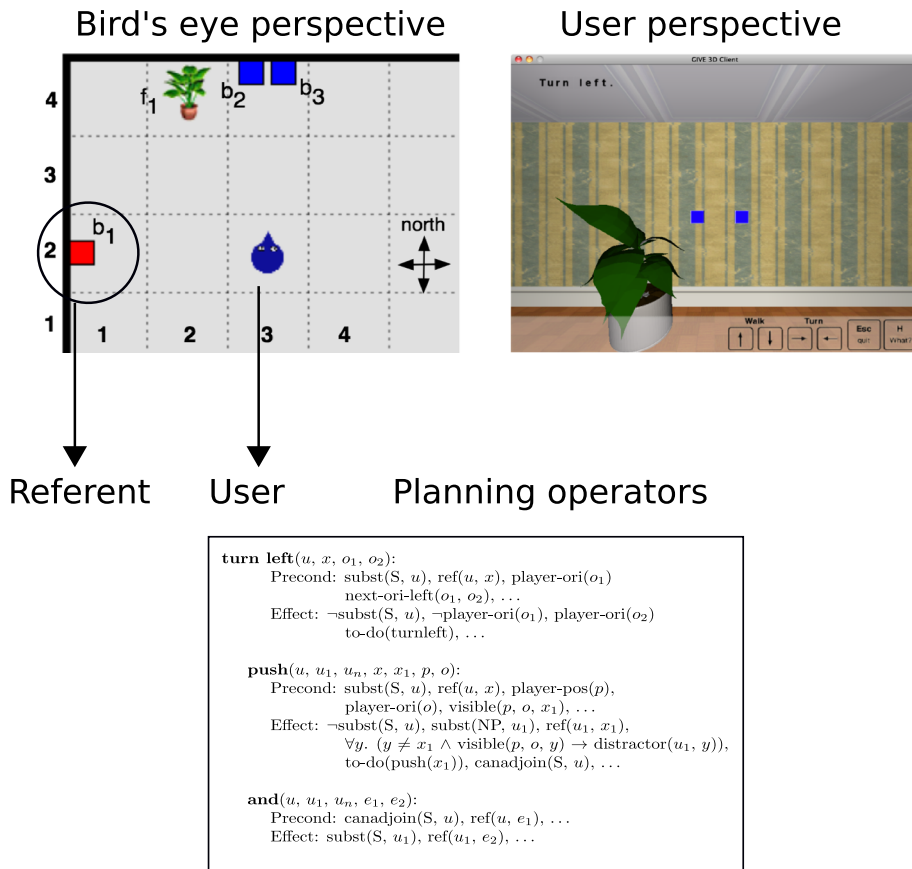 Bird's eye perspective
User perspective
4
3
2
1
f1
b2
b3
b1
north
1 2 3 4
GIVE 3D Client
Turn left.
Walk Turn
↑ ↓ → ←
Esc
quit
H
What?
Referent
User
Planning operators
turn left(u, x, o1, o2):
Precond: subst(S, u), ref(u, x), player-ori(o1)
next-ori-left(o1, o2), …
Effect: ¬subst(S, u), ¬player-ori(o1), player-ori(o2)
to-do(turnleft), …
push(u, u1, un, x, x1, p, o):
Precond: subst(S, u), ref(u, x), player-pos(p),
player-ori(o), visible(p, o, x1), …
Effect: ¬subst(S, u), subst(NP, u1), ref(u1, x1),
∀y. (y ≠ x1 ∧ visible(p, o, y) → distractor(u1, y)),
to-do(push(x1)), canadjoin(S, u), …
and(u, u1, un, e1, e2):
Precond: canadjoin(S, u), ref(u, e1), …
Effect: subst(S, u1), ref(u1, e2), …